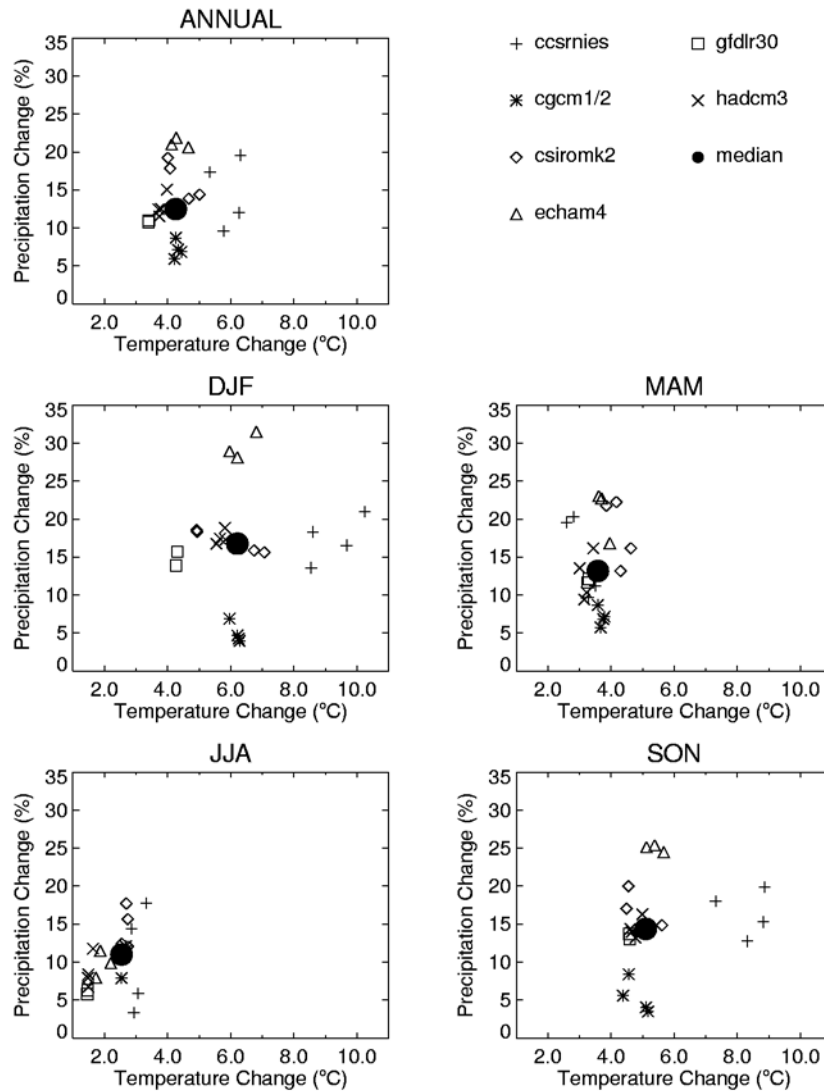 ANNUAL
Precipitation Change (%)
35
30
25
20
15
10
5
0
2.0 4.0 6.0 8.0 10.0
Temperature Change (°C)
+ ccsrnies
gfdlr30
cgcm1/2
hadcm3
csiromk2
median
echam4
DJF
Precipitation Change (%)
35
30
25
20
15
10
5
0
2.0 4.0 6.0 8.0 10.0
Temperature Change (°C)
MAM
Precipitation Change (%)
35
30
25
20
15
10
5
0
2.0 4.0 6.0 8.0 10.0
Temperature Change (°C)
JJA
Precipitation Change (%)
35
30
25
20
15
10
5
0
2.0 4.0 6.0 8.0 10.0
Temperature Change (°C)
SON
Precipitation Change (%)
35
30
25
20
15
10
5
0
2.0 4.0 6.0 8.0 10.0
Temperature Change (°C)